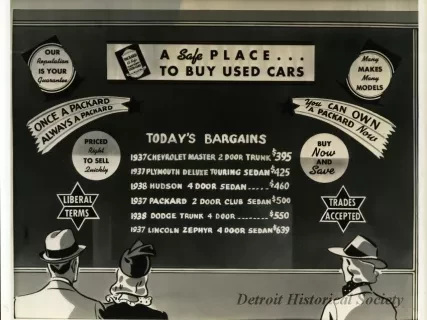 OUR
Reputation
IS YOUR
Guarantee
A Safe PLACE...
TO BUY USED CARS
Many
MAKES
Many
MODELS
ONCE A PACKARD
ALWAYS A PACKARD
You CAN OWN
A PACKARD Now
PRICED
Right
TO SELL
Quickly
BUY
Now
AND
Save
LIBERAL
TERMS
TRADES
ACCEPTED
TODAY'S BARGAINS
1937 CHEVROLET MASTER 2 DOOR TRUNK $395
1937 PLYMOUTH DELUXE TOURING SEDAN $425
1938 HUDSON 4 DOOR SEDAN..... $460
1937 PACKARD 2 DOOR CLUB SEDAN $500
1938 DODGE TRUNK 4 DOOR........ $550
1937 LINCOLN ZEPHYR 4 DOOR SEDAN $639
Detroit Historical Society